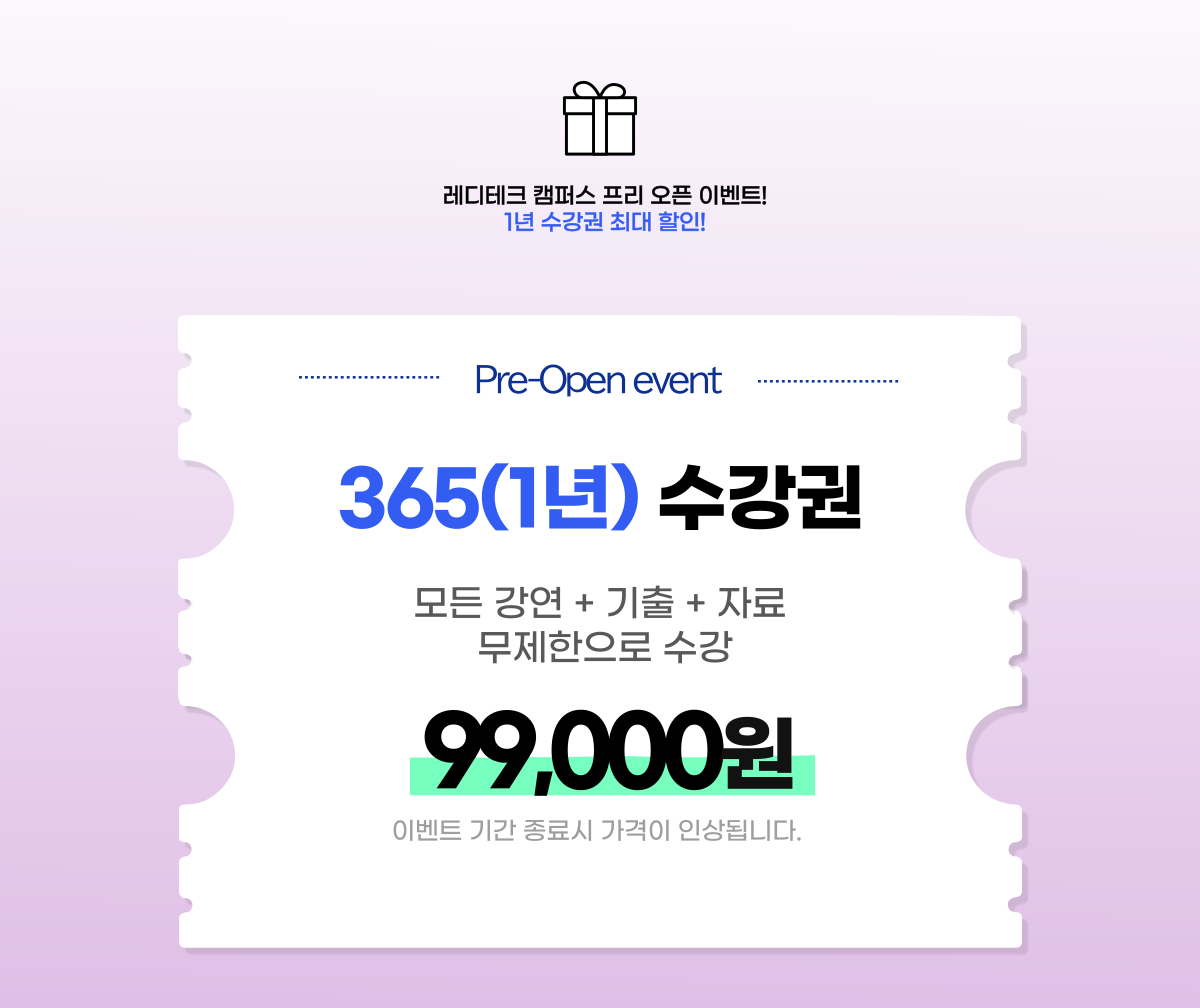 레디테크 캠퍼스 프리 오픈 이벤트!
1년 수강권 최대 할인!
Pre-Open event
365(1년) 수강권
모든 강연 + 기출 + 자료
무제한으로 수강
99,000원
이벤트 기간 종료시 가격이 인상됩니다.